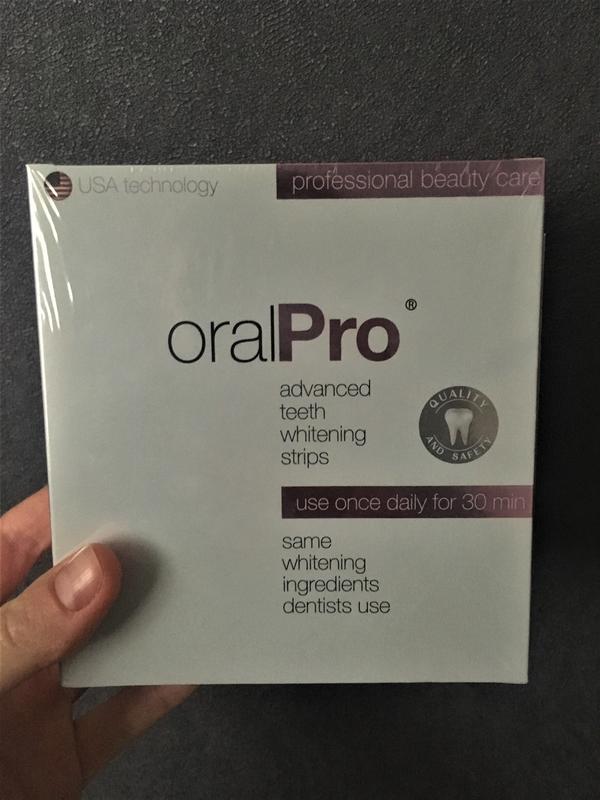 USA technology
professional beauty care
oralPro®
advanced
teeth
whitening
strips
QUALITY
AND SAFETY
use once daily for 30 min
same
whitening
ingredients
dentists use